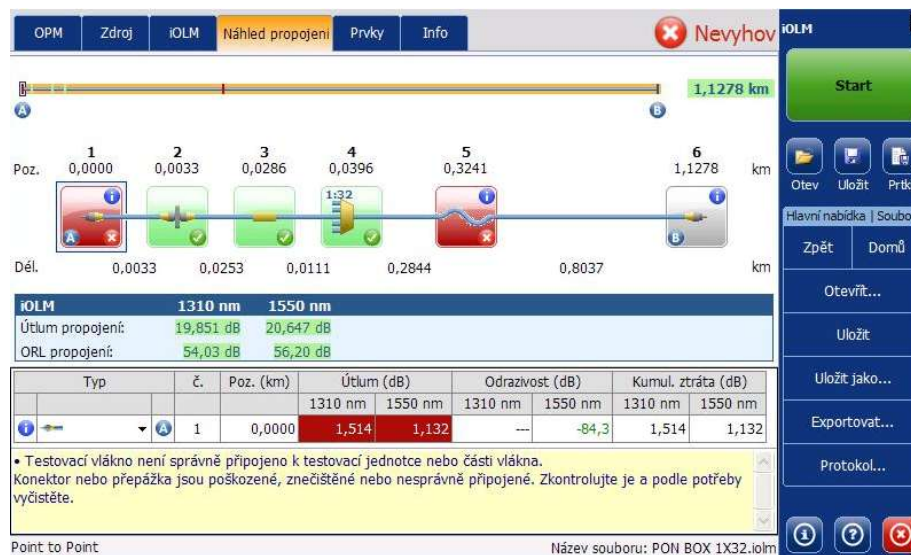 OPM Zdroj iOLM Náhled propojeni Prvky Info Nevyhov
iOLM
1,1278 km
Start
A B
1 2 3 4 5 6
Poz. 0,0000 0,0033 0,0286 0,0396 0,3241 1,1278 km
1:32
A B
Dél. 0,0033 0,0253 0,0111 0,2844 0,8037 km
Otev Uložit Prtk
Hlavní nabídka | Soubo
Zpět Domů
Otevřít...
Uložit
Uložit jako...
Exportovat...
Protokol...
iOLM 1310 nm 1550 nm
Útlum propojení: 19,851 dB 20,647 dB
ORL propojení: 54,03 dB 56,20 dB
Typ č. Poz. (km) Útlum (dB) Odrazivost (dB) Kumul. ztráta (dB)
1310 nm 1550 nm 1310 nm 1550 nm 1310 nm 1550 nm
A 1 0,0000 1,514 1,132 --- -84,3 1,514 1,132
• Testovací vlákno není správně připojeno k testovací jednotce nebo části vlákna.
Konektor nebo přepážka jsou poškozené, znečištěné nebo nesprávně připojené. Zkontrolujte je a podle potřeby
vyčistěte.
Point to Point Název souboru: PON BOX 1X32.iolm